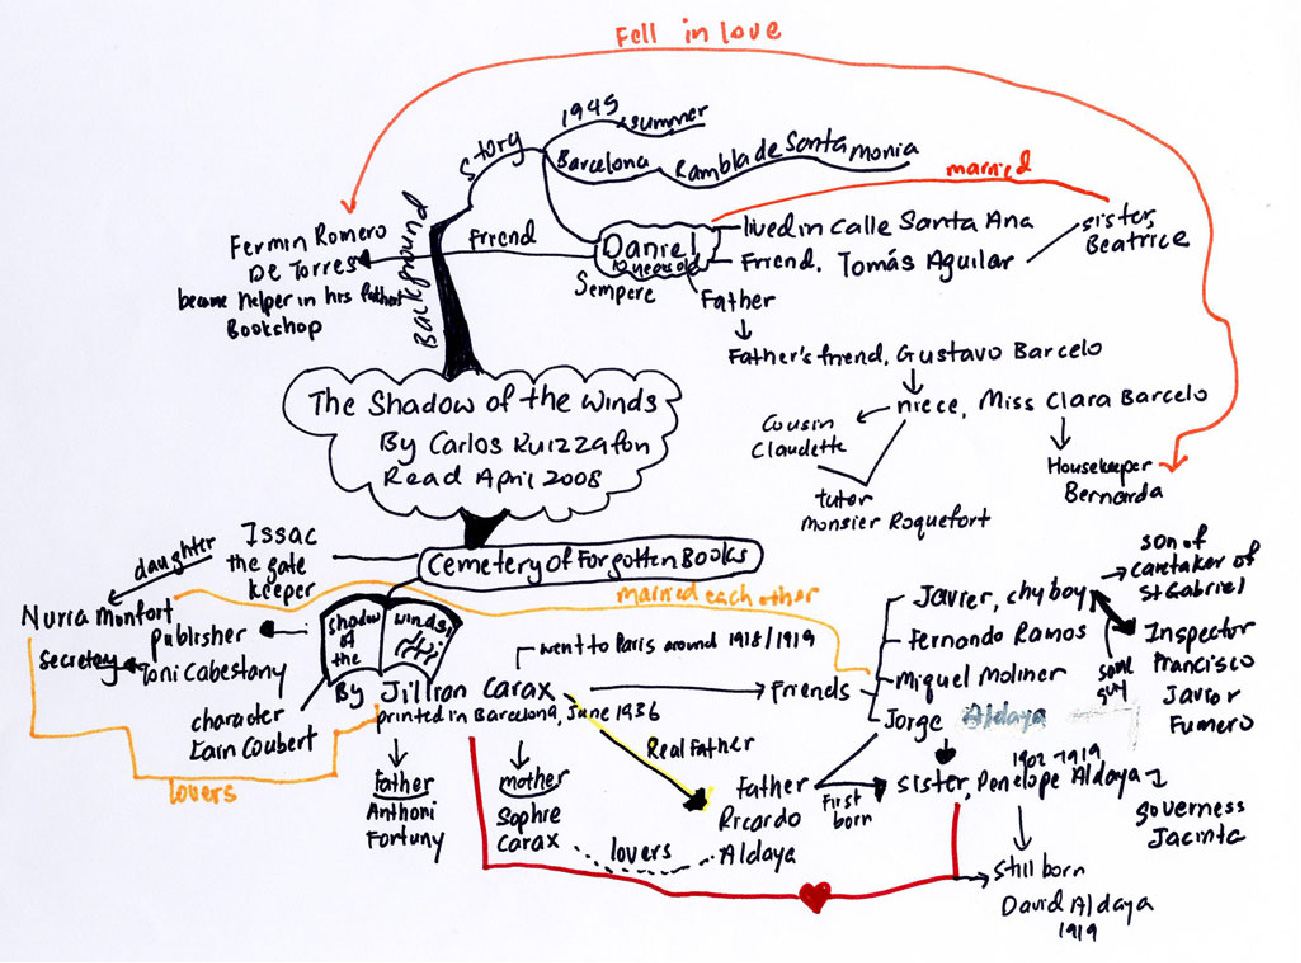 Fell in love
1945
summer
Story
Barcelona
Rambla de Santa Monia
married
Background
Fermin Romero
De Torres
became helper in his father
Bookshop
friend
Daniel
Sempere
lived in Calle Santa Ana
Friend, Tomás Aguilar
sister,
Beatrice
Father
Father's friend, Gustavo Barcelo
niece, Miss Clara Barcelo
Cousin
Claudette
tutor
Monsier Roquefort
Housekeeper
Bernarda
The Shadow of the Winds
By Carlos Ruizzafon
Read April 2008
Cemetery of Forgotten Books
Issac
the gate
keeper
daughter
Nuria Monfort
married each other
publisher
Toni Cabestany
secretary
Shadow
of
the
Winds
By Jillian Carax
printed in Barcelona, June 1936
character
Lain Coubert
lovers
went to Paris around 1918/1919
Friends
Javier, chy boy
Fernando Ramos
Miquel Moliner
Jorge Aldaya
son of
caretaker of
St Gabriel
same
guy
Inspector
Francisco
Javior
Fumero
Real Father
Father
Anthoni
Fortuny
mother
Sophie
Carax
lovers
Father
Ricardo
Aldaya
First
born
1902-1919
sister, Penelope Aldaya
Governess
Jacinta
still born
David Aldaya
1919